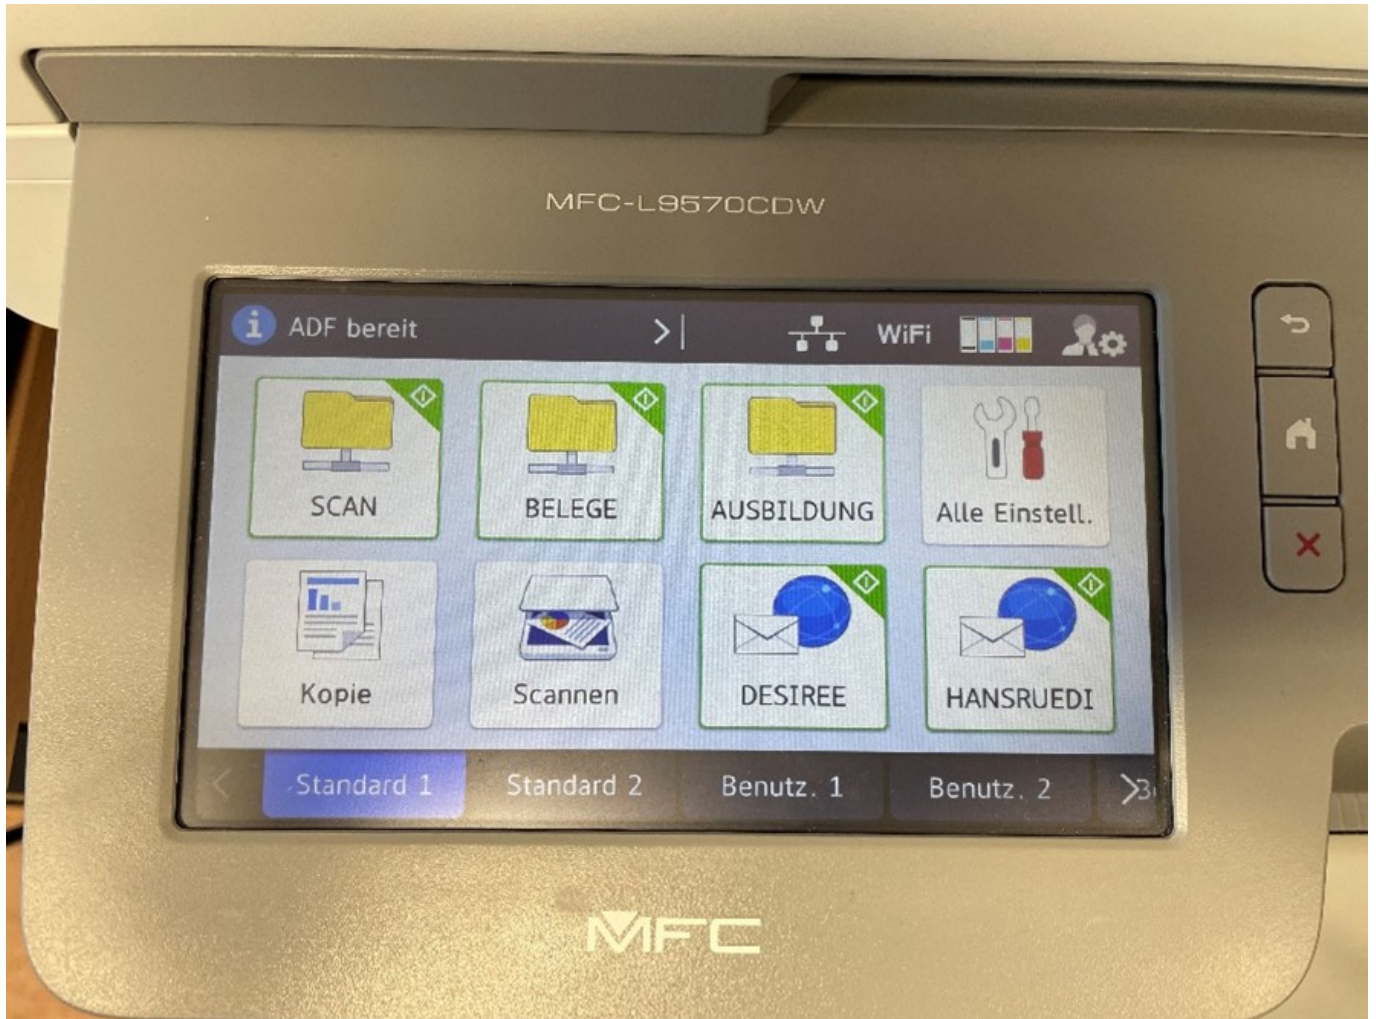 MFC-L9570CDW
ADF bereit
WiFi
SCAN
BELEGE
AUSBILDUNG
Alle Einstell.
Kopie
Scannen
DESIREE
HANSRUEDI
Standard 1
Standard 2
Benutz. 1
Benutz. 2
MFC